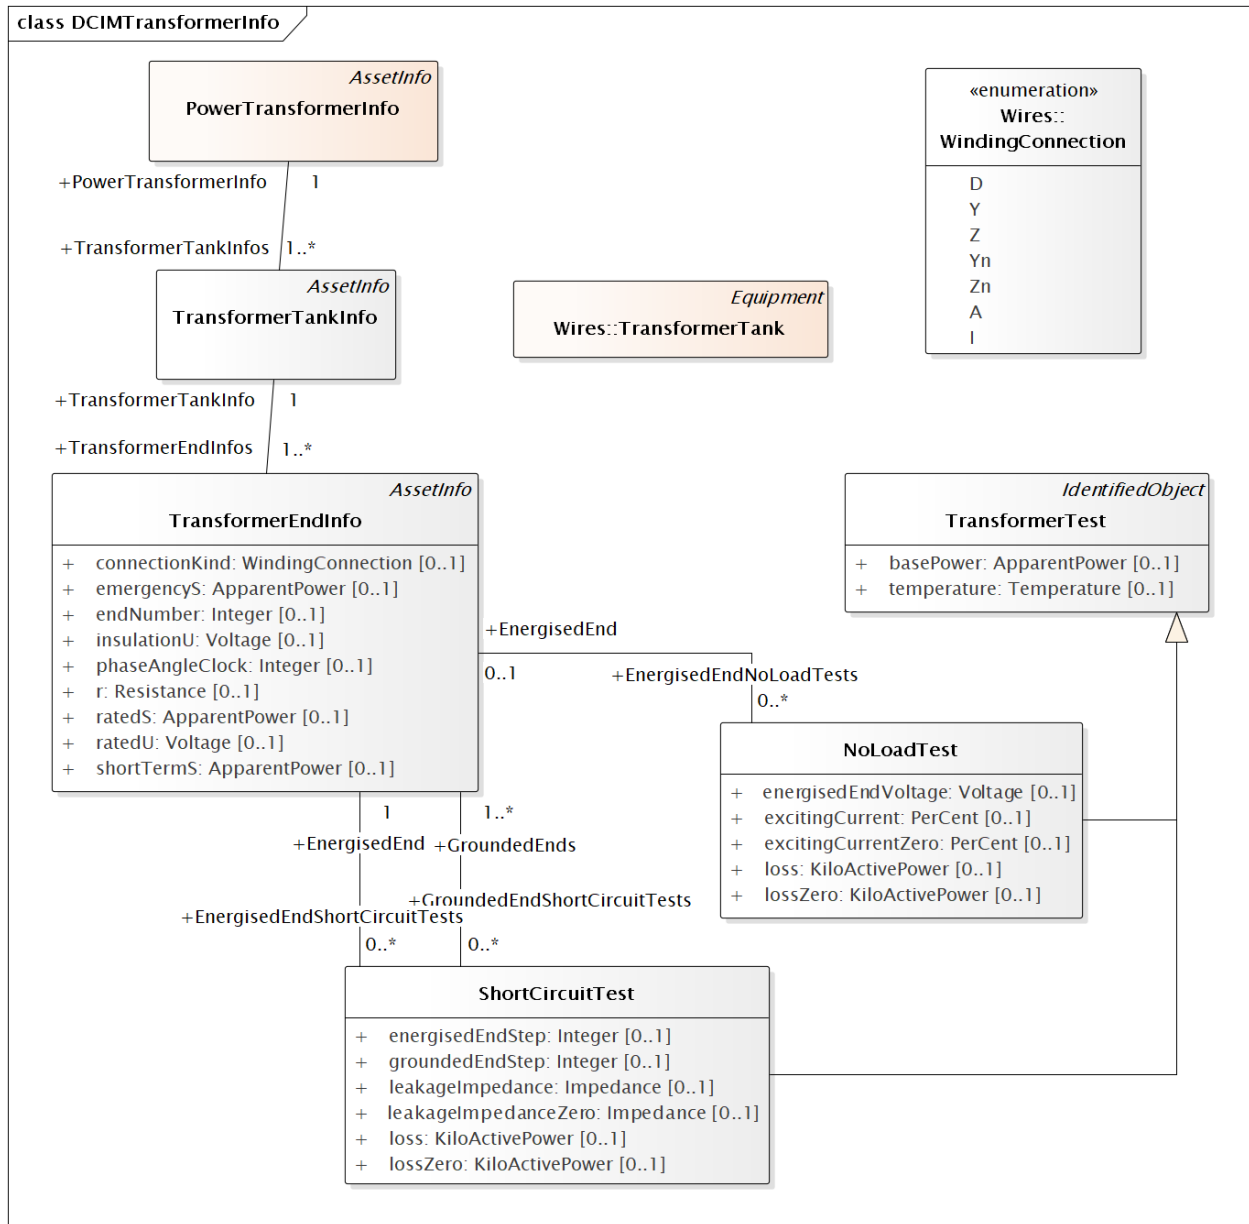 class DCIMTransformerInfo
AssetInfo
PowerTransformerInfo
«enumeration»
Wires::
WindingConnection
D
Y
Z
Yn
Zn
A
I
+PowerTransformerInfo 1
+TransformerTankInfos 1..*
AssetInfo
TransformerTankInfo
Equipment
Wires::TransformerTank
+TransformerTankInfo 1
+TransformerEndInfos 1..*
AssetInfo
TransformerEndInfo
+ connectionKind: WindingConnection [0..1]
+ emergencyS: ApparentPower [0..1]
+ endNumber: Integer [0..1]
+ insulationU: Voltage [0..1]
+ phaseAngleClock: Integer [0..1]
+ r: Resistance [0..1]
+ ratedS: ApparentPower [0..1]
+ ratedU: Voltage [0..1]
+ shortTermS: ApparentPower [0..1]
IdentifiedObject
TransformerTest
+ basePower: ApparentPower [0..1]
+ temperature: Temperature [0..1]
+EnergisedEnd
0..1
+EnergisedEndNoLoadTests
0..*
NoLoadTest
+ energisedEndVoltage: Voltage [0..1]
+ excitingCurrent: PerCent [0..1]
+ excitingCurrentZero: PerCent [0..1]
+ loss: KiloActivePower [0..1]
+ lossZero: KiloActivePower [0..1]
1 1..*
+EnergisedEnd +GroundedEnds
+GroundedEndShortCircuitTests
+EnergisedEndShortCircuitTests
0..* 0..*
ShortCircuitTest
+ energisedEndStep: Integer [0..1]
+ groundedEndStep: Integer [0..1]
+ leakageImpedance: Impedance [0..1]
+ leakageImpedanceZero: Impedance [0..1]
+ loss: KiloActivePower [0..1]
+ lossZero: KiloActivePower [0..1]